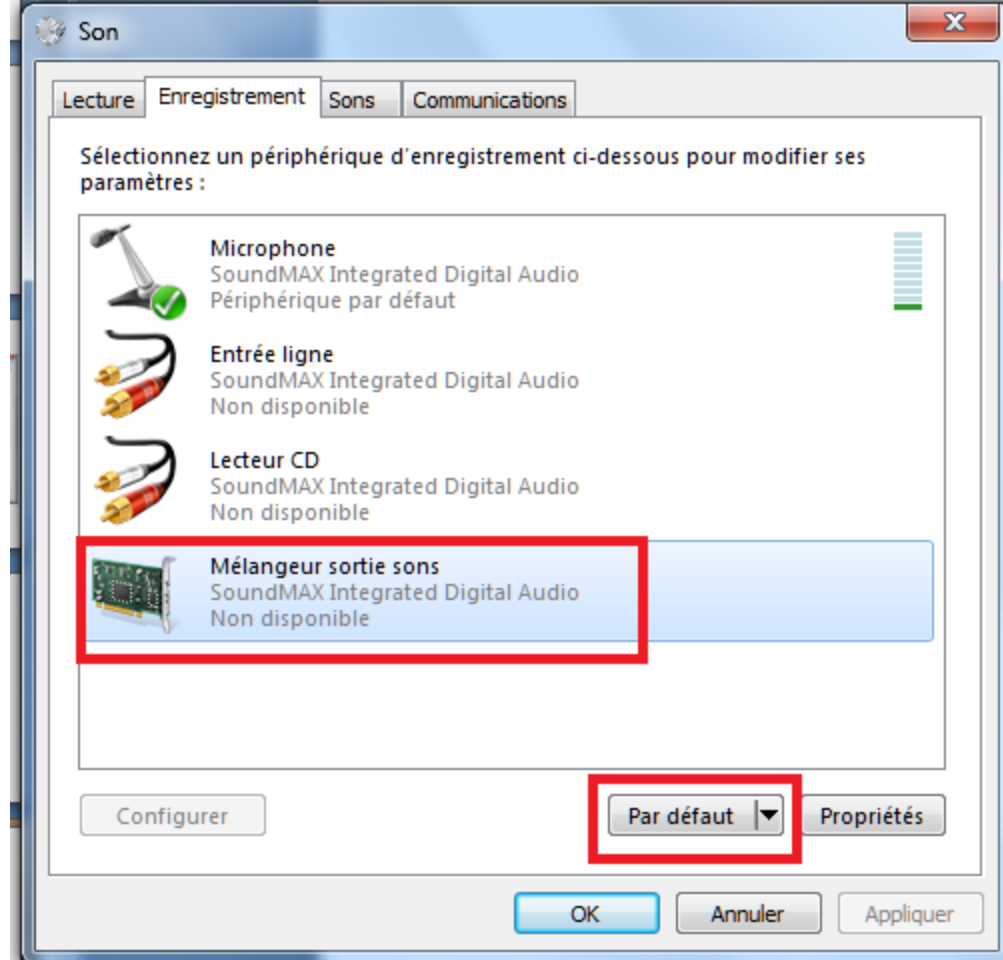 Son
Lecture Enregistrement Sons Communications
Sélectionnez un périphérique d'enregistrement ci-dessous pour modifier ses
paramètres :
Microphone
SoundMAX Integrated Digital Audio
Périphérique par défaut
Entrée ligne
SoundMAX Integrated Digital Audio
Non disponible
Lecteur CD
SoundMAX Integrated Digital Audio
Non disponible
Mélangeur sortie sons
SoundMAX Integrated Digital Audio
Non disponible
Configurer Par défaut Propriétés
OK Annuler Appliquer